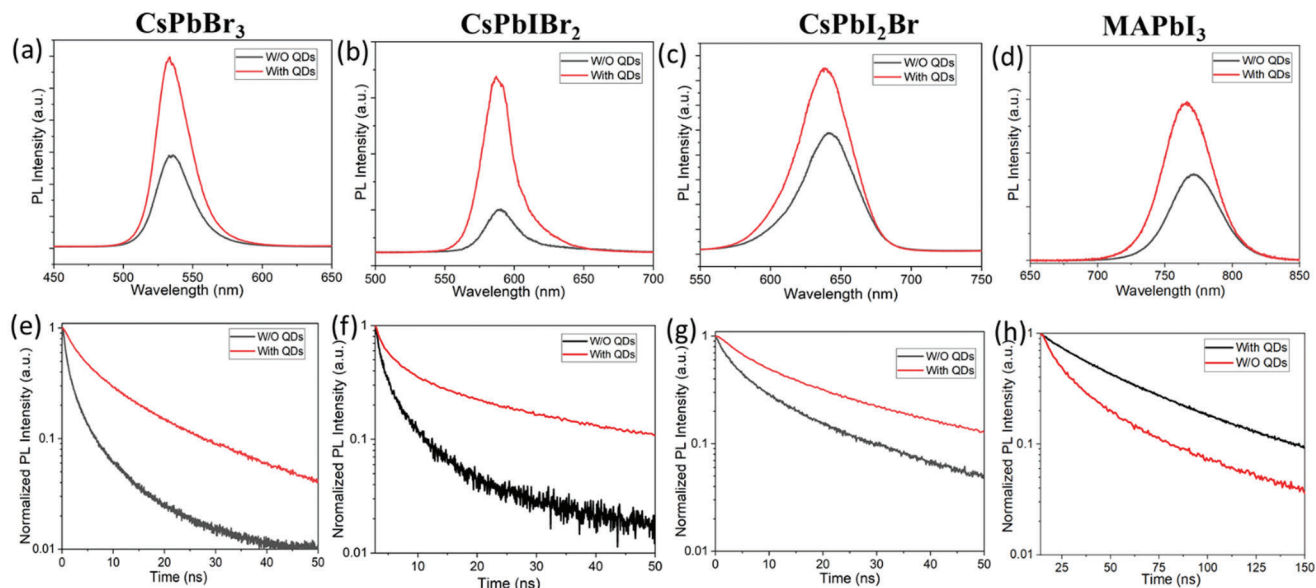 CsPbBr3
CsPbIBr2
CsPbI2Br
MAPbI3
(a)
W/O QDs
With QDs
PL Intensity (a.u.)
450 500 550 600 650
Wavelength (nm)
(b)
W/O QDs
With QDs
PL Intensity (a.u.)
500 550 600 650 700
Wavelength (nm)
(c)
W/O QDs
With QDs
PL Intensity (a.u.)
550 600 650 700 750
Wavelength (nm)
(d)
W/O QDs
With QDs
PL Intensity (a.u.)
650 700 750 800 850
Wavelength (nm)
(e)
W/O QDs
With QDs
Nromalized PL Intensity (a.u.)
1
0.1
0.01
0 10 20 30 40 50
Time (ns)
(f)
W/O QDs
With QDs
Nromalized PL Intensity (a.u.)
1
0.1
0.01
0 10 20 30 40 50
Time (ns)
(g)
W/O QDs
With QDs
Normalized PL Intensity (a.u.)
1
0.1
0.01
0 10 20 30 40 50
Time (ns)
(h)
With QDs
W/O QDs
Normalized PL Intensity (a.u.)
1
0.1
0.01
25 50 75 100 125 150
Time (ns)